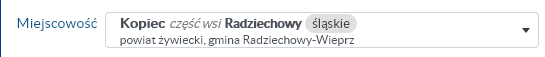 Miejscowość Kopiec część wsi Radziechowy śląskie
powiat żywiecki, gmina Radziechowy-Wieprz